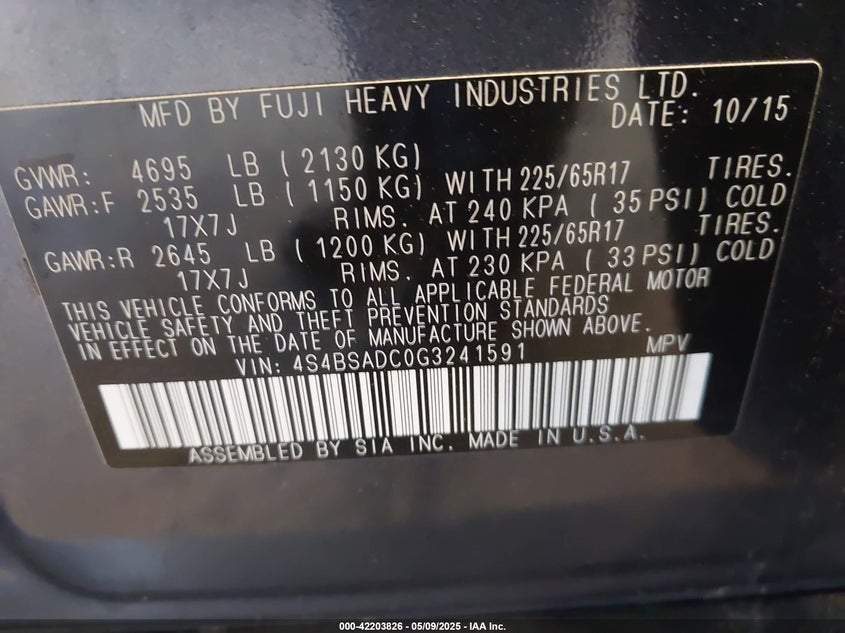 MFD BY FUJI HEAVY INDUSTRIES LTD.
DATE: 10/15
GVWR: 4695 LB ( 2130 KG)
GAWR:F 2535 LB ( 1150 KG) WITH 225/65R17 TIRES.
17X7J RIMS. AT 240 KPA ( 35 PSI) COLD
GAWR:R 2645 LB ( 1200 KG) WITH 225/65R17 TIRES.
17X7J RIMS. AT 230 KPA ( 33 PSI) COLD
THIS VEHICLE CONFORMS TO ALL APPLICABLE FEDERAL MOTOR
VEHICLE SAFETY AND THEFT PREVENTION STANDARDS
IN EFFECT ON THE DATE OF MANUFACTURE SHOWN ABOVE.
VIN: 4S4BSADC0G3241591 MPV
ASSEMBLED BY SIA INC. MADE IN U.S.A.
000-42203826 - 05/09/2025 - IAA Inc.